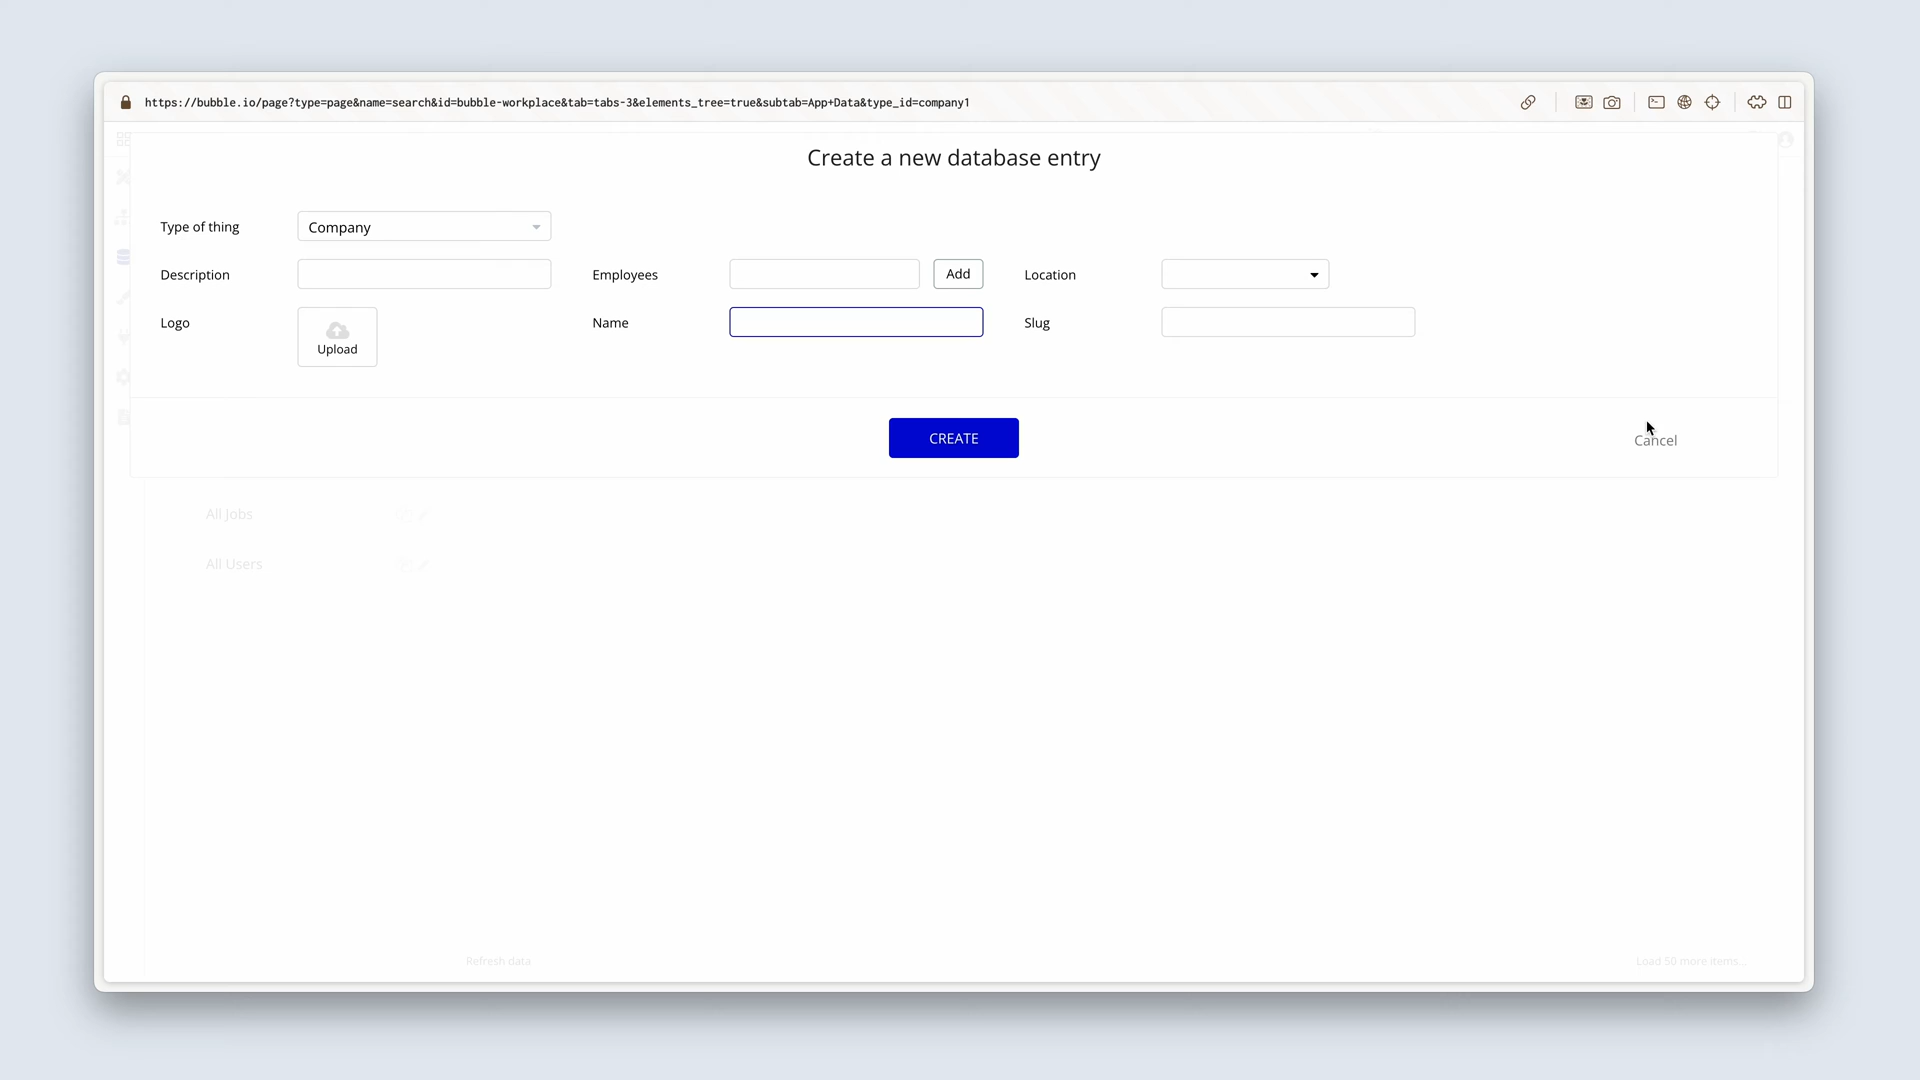 https://bubble.io/page?type=page&name=search&id=bubble-workplace&tab=tabs-3&elements_tree=true&subtab=App+Data&type_id=company1
Create a new database entry
Type of thing Company
Description Employees Add Location
Logo Upload Name Slug
CREATE Cancel
All Jobs
All Users
Refresh data Load 50 more items...